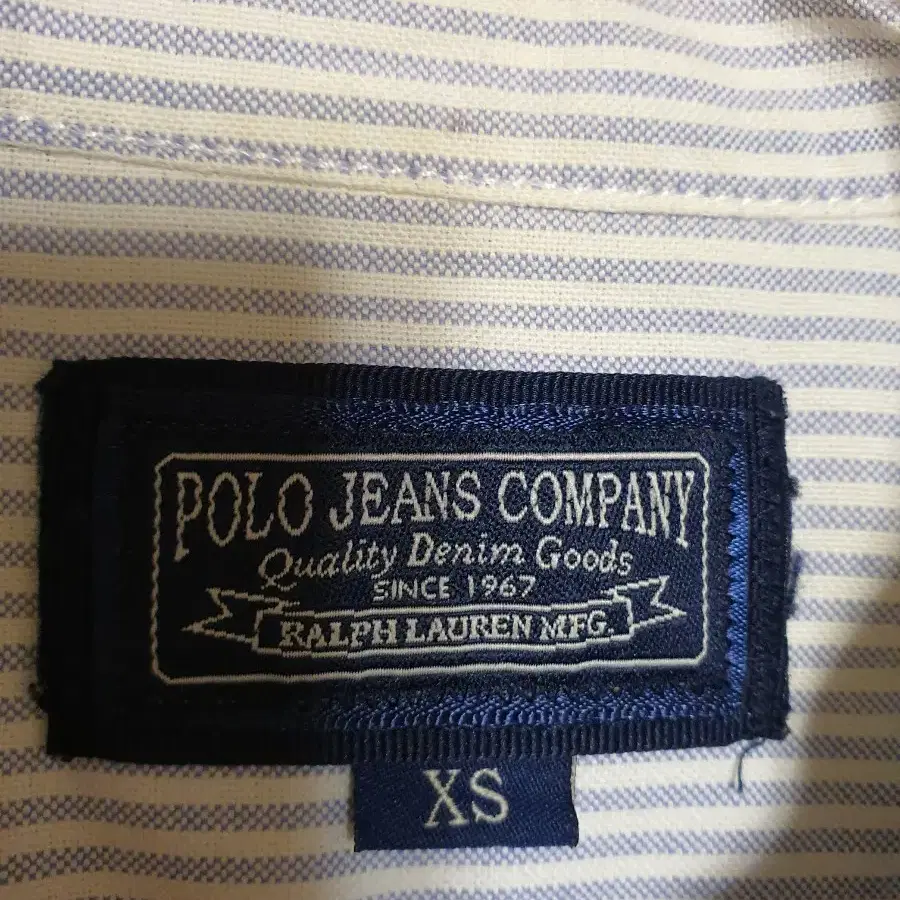 POLO JEANS COMPANY
Quality Denim Goods
SINCE 1967
RALPH LAUREN MFG.
XS